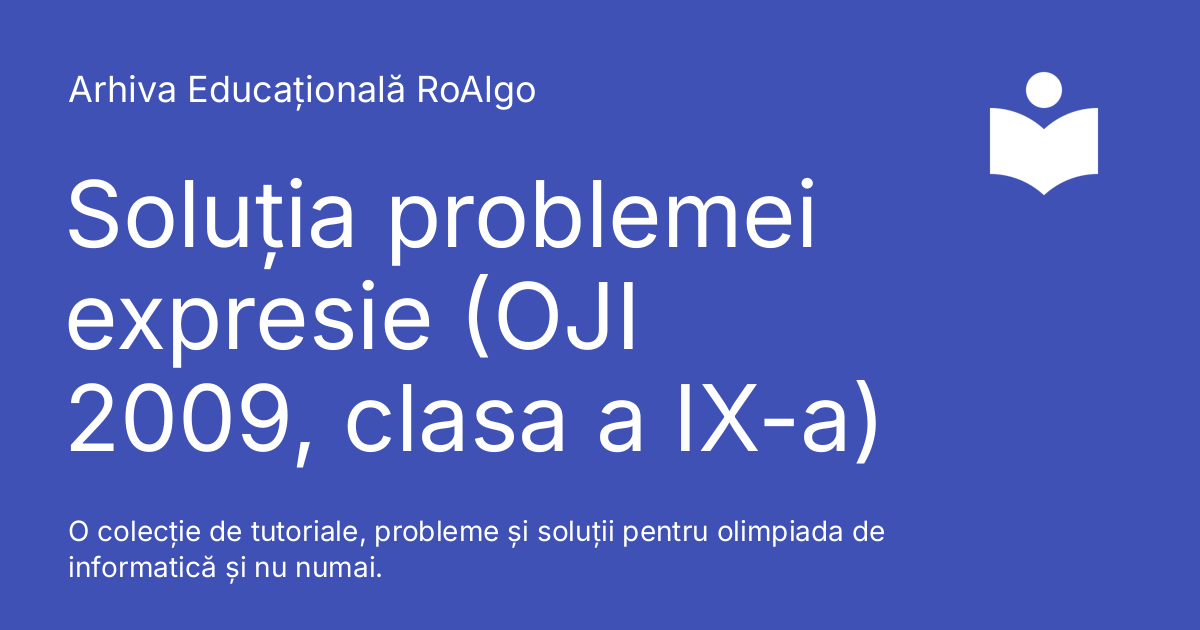 Arhiva Educațională RoAlgo
Soluția problemei
expresie (OJI
2009, clasa a IX-a)
O colecție de tutoriale, probleme și soluții pentru olimpiada de
informatică și nu numai.